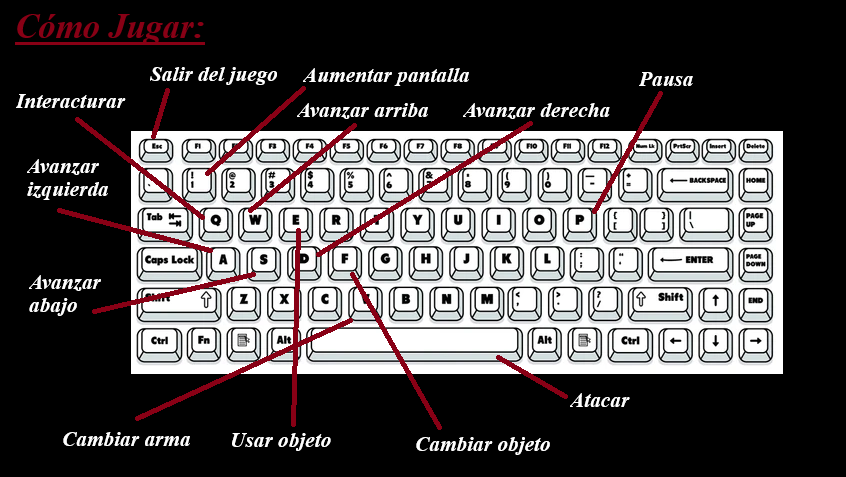 Cómo Jugar:
Salir del juego
Aumentar pantalla
Pausa
Interacturar
Avanzar arriba
Avanzar derecha
Avanzar
izquierda
Esc F1 F3 F4 F5 F6 F7 F8 F10 F11 F12 Num Lk PrtScr Insert Delete
! 1 @ 2 # 3 $ 4 % 5 ^ 6 & * 8 ( 9 ) 0 — - + = BACKSPACE HOME
Tab Q W E R T Y U I O P { [ } ] | \ PAGE UP
Caps Lock A S D F G H J K L : ; " ' ENTER PAGE DOWN
Avanzar
abajo
Shift Z X C B N M < , > . ? / Shift END
Ctrl Fn Alt Alt Ctrl
Atacar
Cambiar arma
Usar objeto
Cambiar objeto